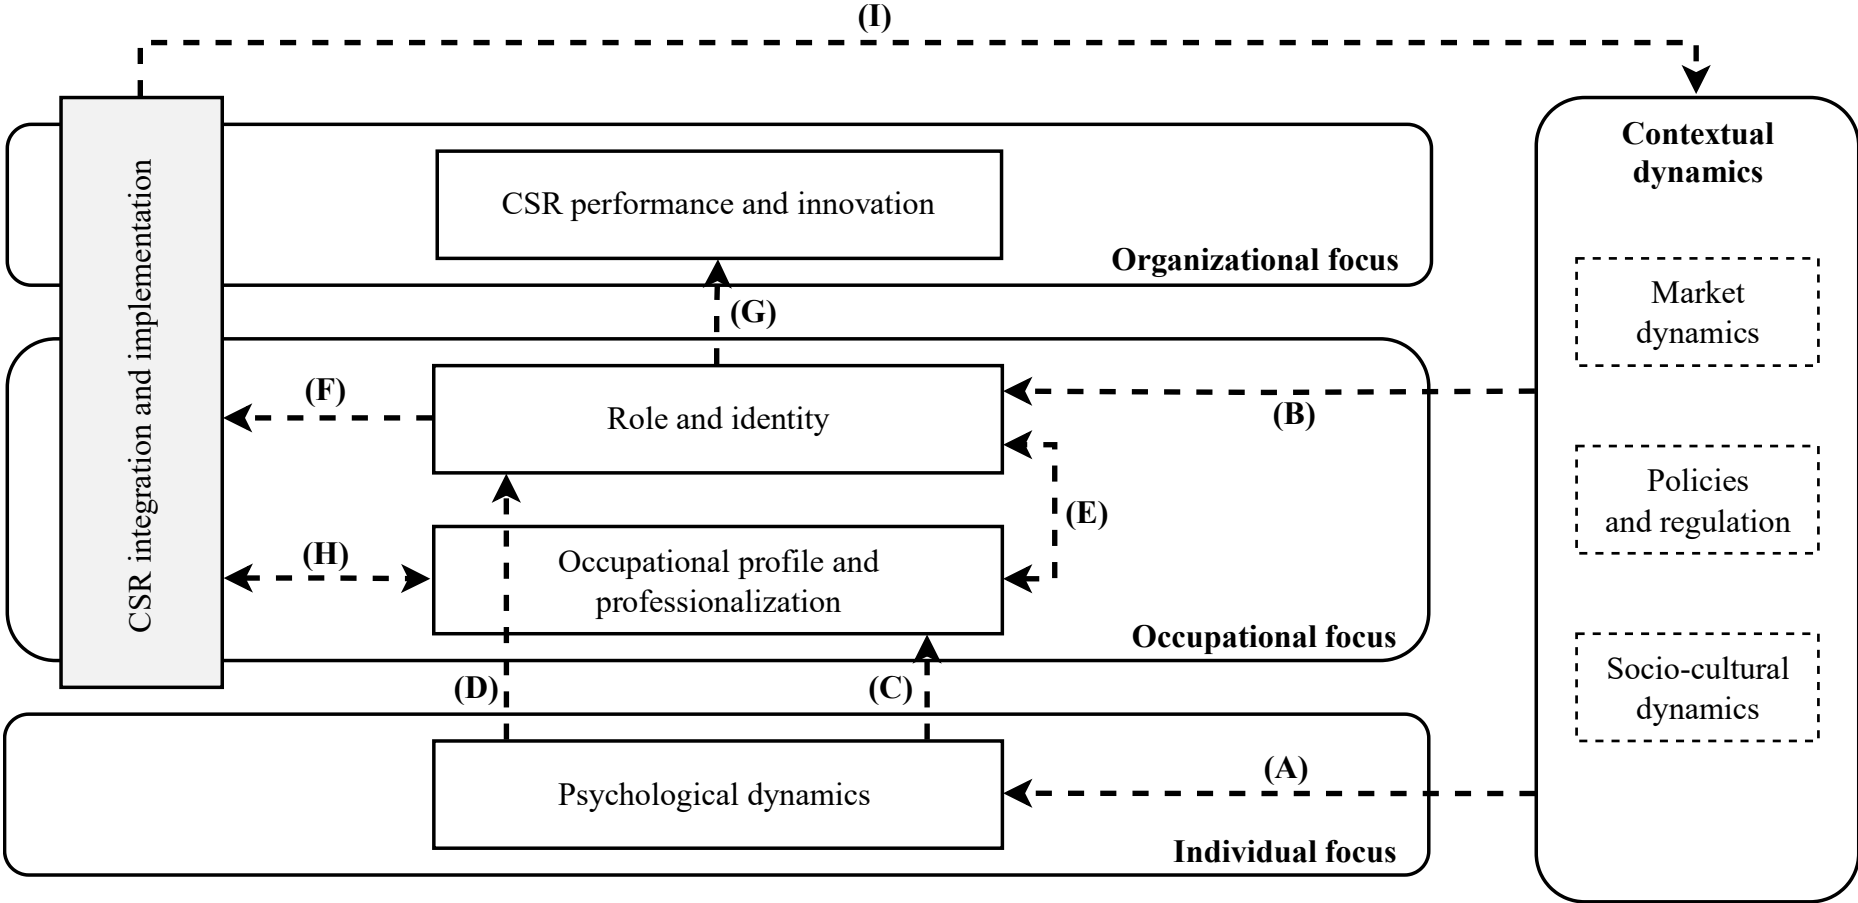 (I)
CSR integration and implementation
CSR performance and innovation
Organizational focus
(G)
Role and identity
(F)
(B)
(E)
(H)
Occupational profile and
professionalization
Occupational focus
(D)
(C)
Psychological dynamics
(A)
Individual focus
Contextual
dynamics
Market
dynamics
Policies
and regulation
Socio-cultural
dynamics